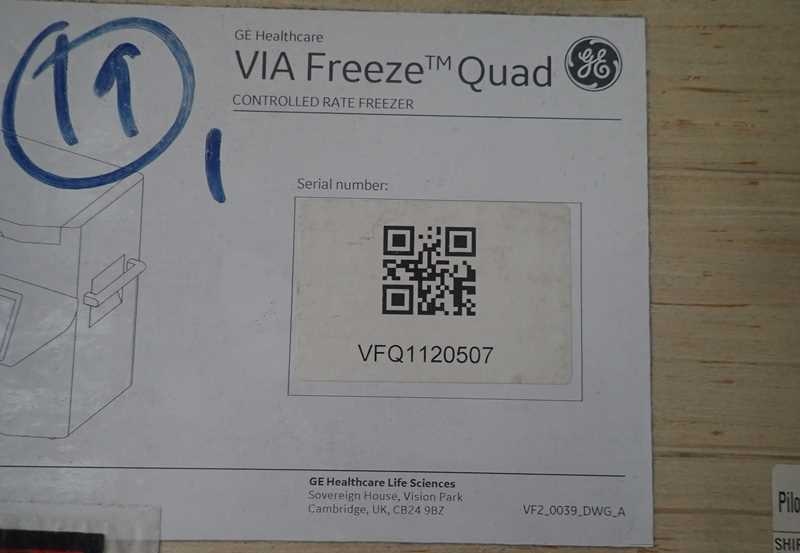 GE Healthcare
VIA Freeze™ Quad
CONTROLLED RATE FREEZER
Serial number:
VFQ1120507
GE Healthcare Life Sciences
Sovereign House, Vision Park
Cambridge, UK, CB24 9BZ
VF2_0039_DWG_A